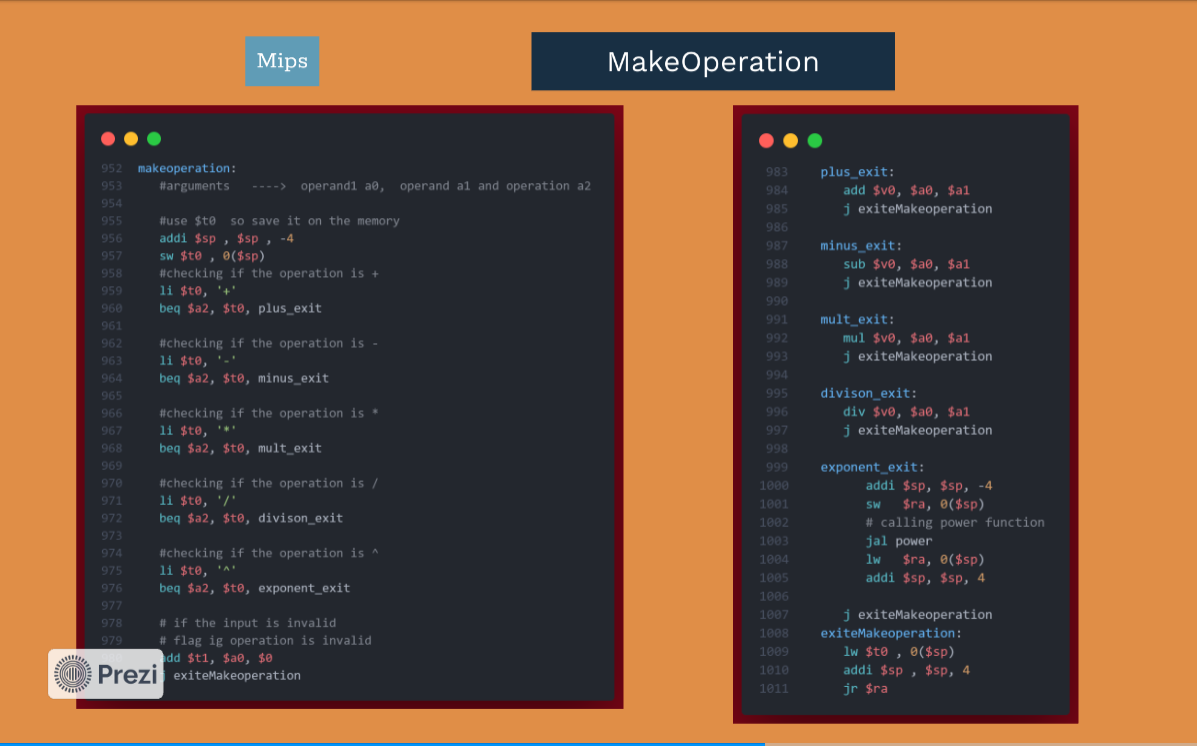 Mips
MakeOperation
952 makeoperation:
953 #arguments ----> operand1 a0, operand a1 and operation a2
954
955 #use $t0 so save it on the memory
956 addi $sp , $sp , -4
957 sw $t0 , 0($sp)
958 #checking if the operation is +
959 li $t0, '+'
960 beq $a2, $t0, plus_exit
961
962 #checking if the operation is -
963 li $t0, '-'
964 beq $a2, $t0, minus_exit
965
966 #checking if the operation is *
967 li $t0, '*'
968 beq $a2, $t0, mult_exit
969
970 #checking if the operation is /
971 li $t0, '/'
972 beq $a2, $t0, divison_exit
973
974 #checking if the operation is ^
975 li $t0, '^'
976 beq $a2, $t0, exponent_exit
977
978 # if the input is invalid
979 # flag ig operation is invalid
add $t1, $a0, $0
j exiteMakeoperation
Prezi
983 plus_exit:
984 add $v0, $a0, $a1
985 j exiteMakeoperation
986
987 minus_exit:
988 sub $v0, $a0, $a1
989 j exiteMakeoperation
990
991 mult_exit:
992 mul $v0, $a0, $a1
993 j exiteMakeoperation
994
995 divison_exit:
996 div $v0, $a0, $a1
997 j exiteMakeoperation
998
999 exponent_exit:
1000 addi $sp, $sp, -4
1001 sw $ra, 0($sp)
1002 # calling power function
1003 jal power
1004 lw $ra, 0($sp)
1005 addi $sp, $sp, 4
1006
1007 j exiteMakeoperation
1008 exiteMakeoperation:
1009 lw $t0 , 0($sp)
1010 addi $sp , $sp, 4
1011 jr $ra